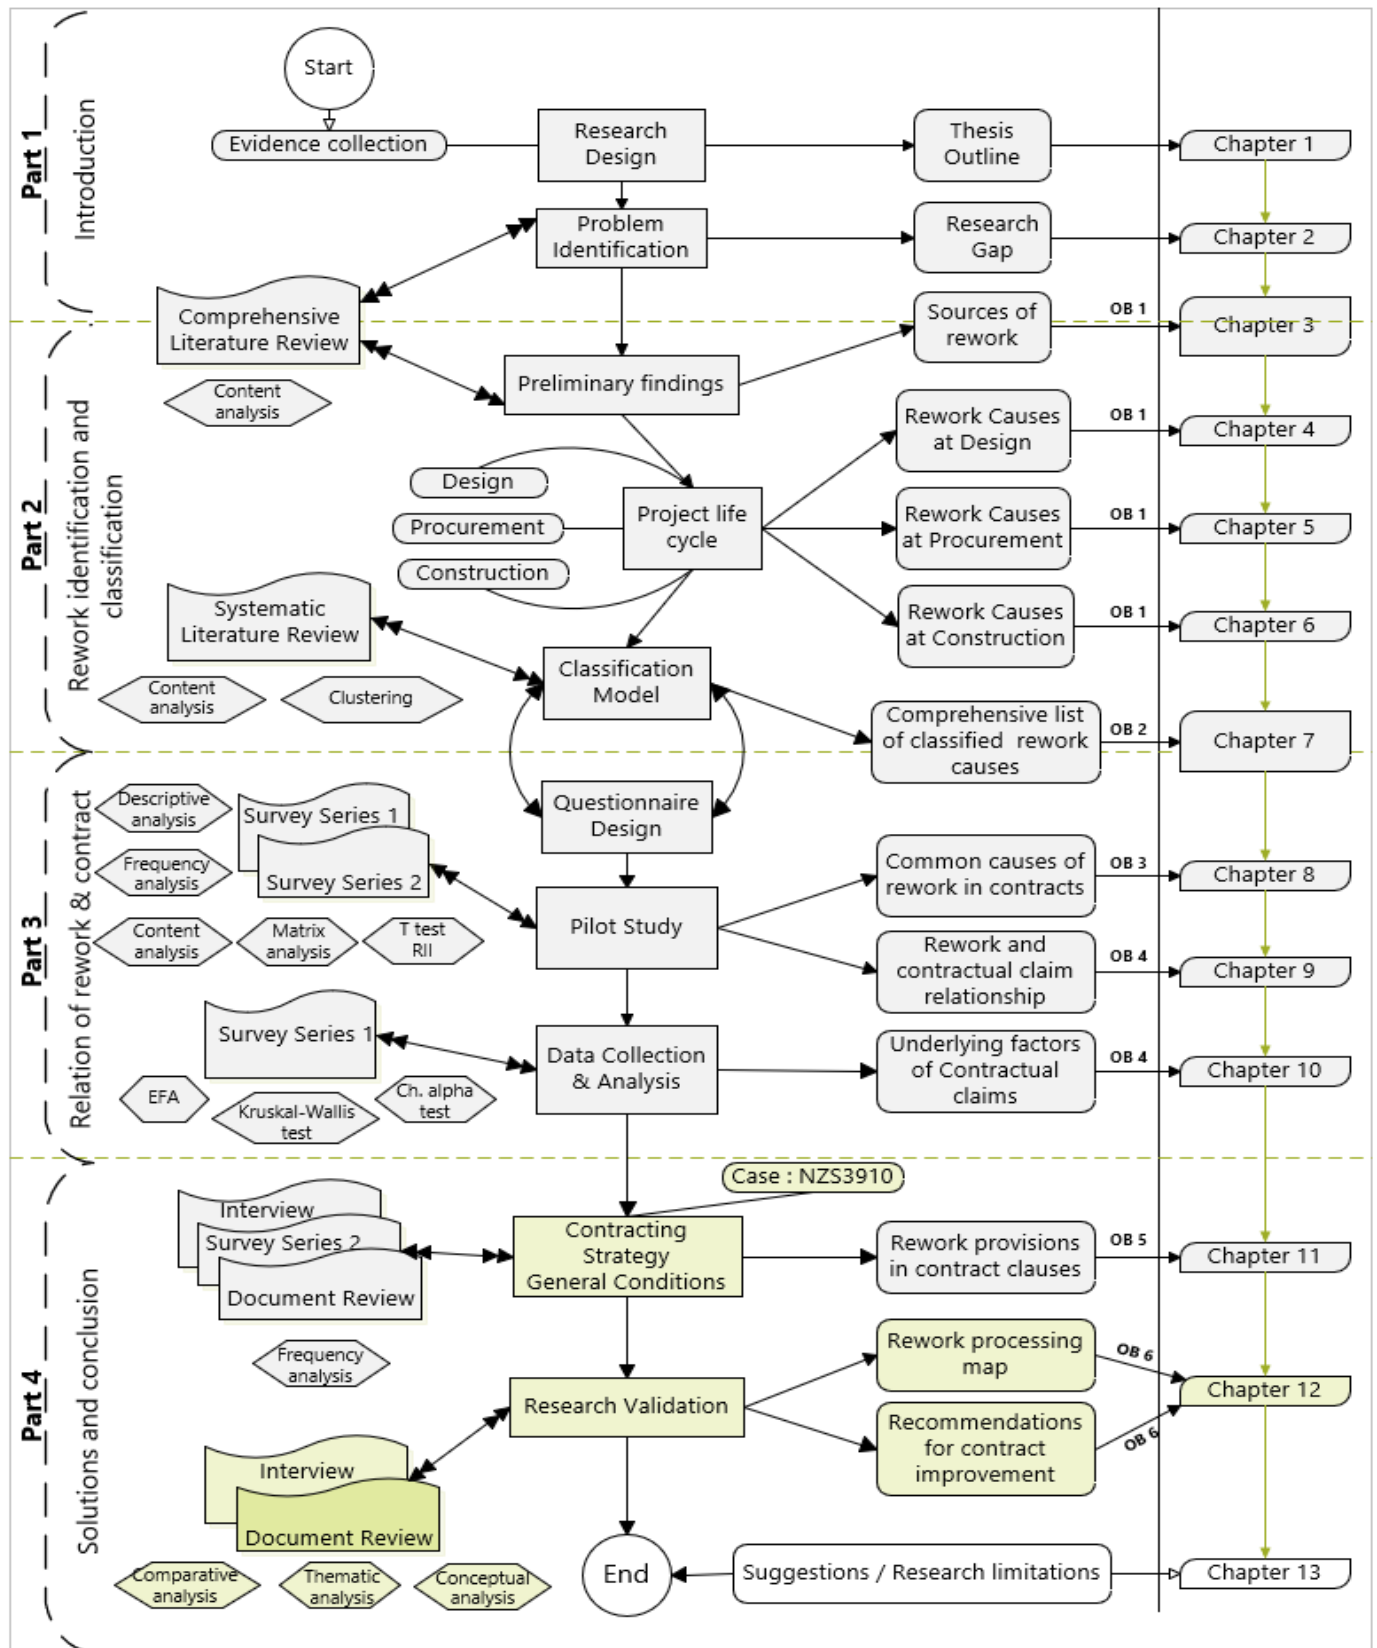 Part 1
Introduction
Start
Evidence collection
Research
Design
Thesis
Outline
Chapter 1
Problem
Identification
Research
Gap
Chapter 2
Comprehensive
Literature Review
Content
analysis
Part 2
Rework identification and
classification
Preliminary findings
Sources of
rework
OB 1
Chapter 3
Design
Procurement
Construction
Project life
cycle
Rework Causes
at Design
OB 1
Chapter 4
Rework Causes
at Procurement
OB 1
Chapter 5
Rework Causes
at Construction
OB 1
Chapter 6
Systematic
Literature Review
Content
analysis
Clustering
Classification
Model
Comprehensive list
of classified rework
causes
OB 2
Chapter 7
Part 3
Relation of rework & contract
Descriptive
analysis
Survey Series 1
Survey Series 2
Frequency
analysis
Content
analysis
Matrix
analysis
T test
RII
Questionnaire
Design
Pilot Study
Common causes of
rework in contracts
OB 3
Chapter 8
Rework and
contractual claim
relationship
OB 4
Chapter 9
Survey Series 1
EFA
Kruskal-Wallis
test
Ch. alpha
test
Data Collection
& Analysis
Underlying factors
of Contractual
claims
OB 4
Chapter 10
Part 4
Solutions and conclusion
Case : NZS3910
Interview
Survey Series 2
Document Review
Frequency
analysis
Contracting
Strategy
General Conditions
Rework provisions
in contract clauses
OB 5
Chapter 11
Research Validation
Rework processing
map
OB 6
Recommendations
for contract
improvement
OB 6
Chapter 12
Interview
Document Review
Comparative
analysis
Thematic
analysis
Conceptual
analysis
End
Suggestions / Research limitations
Chapter 13